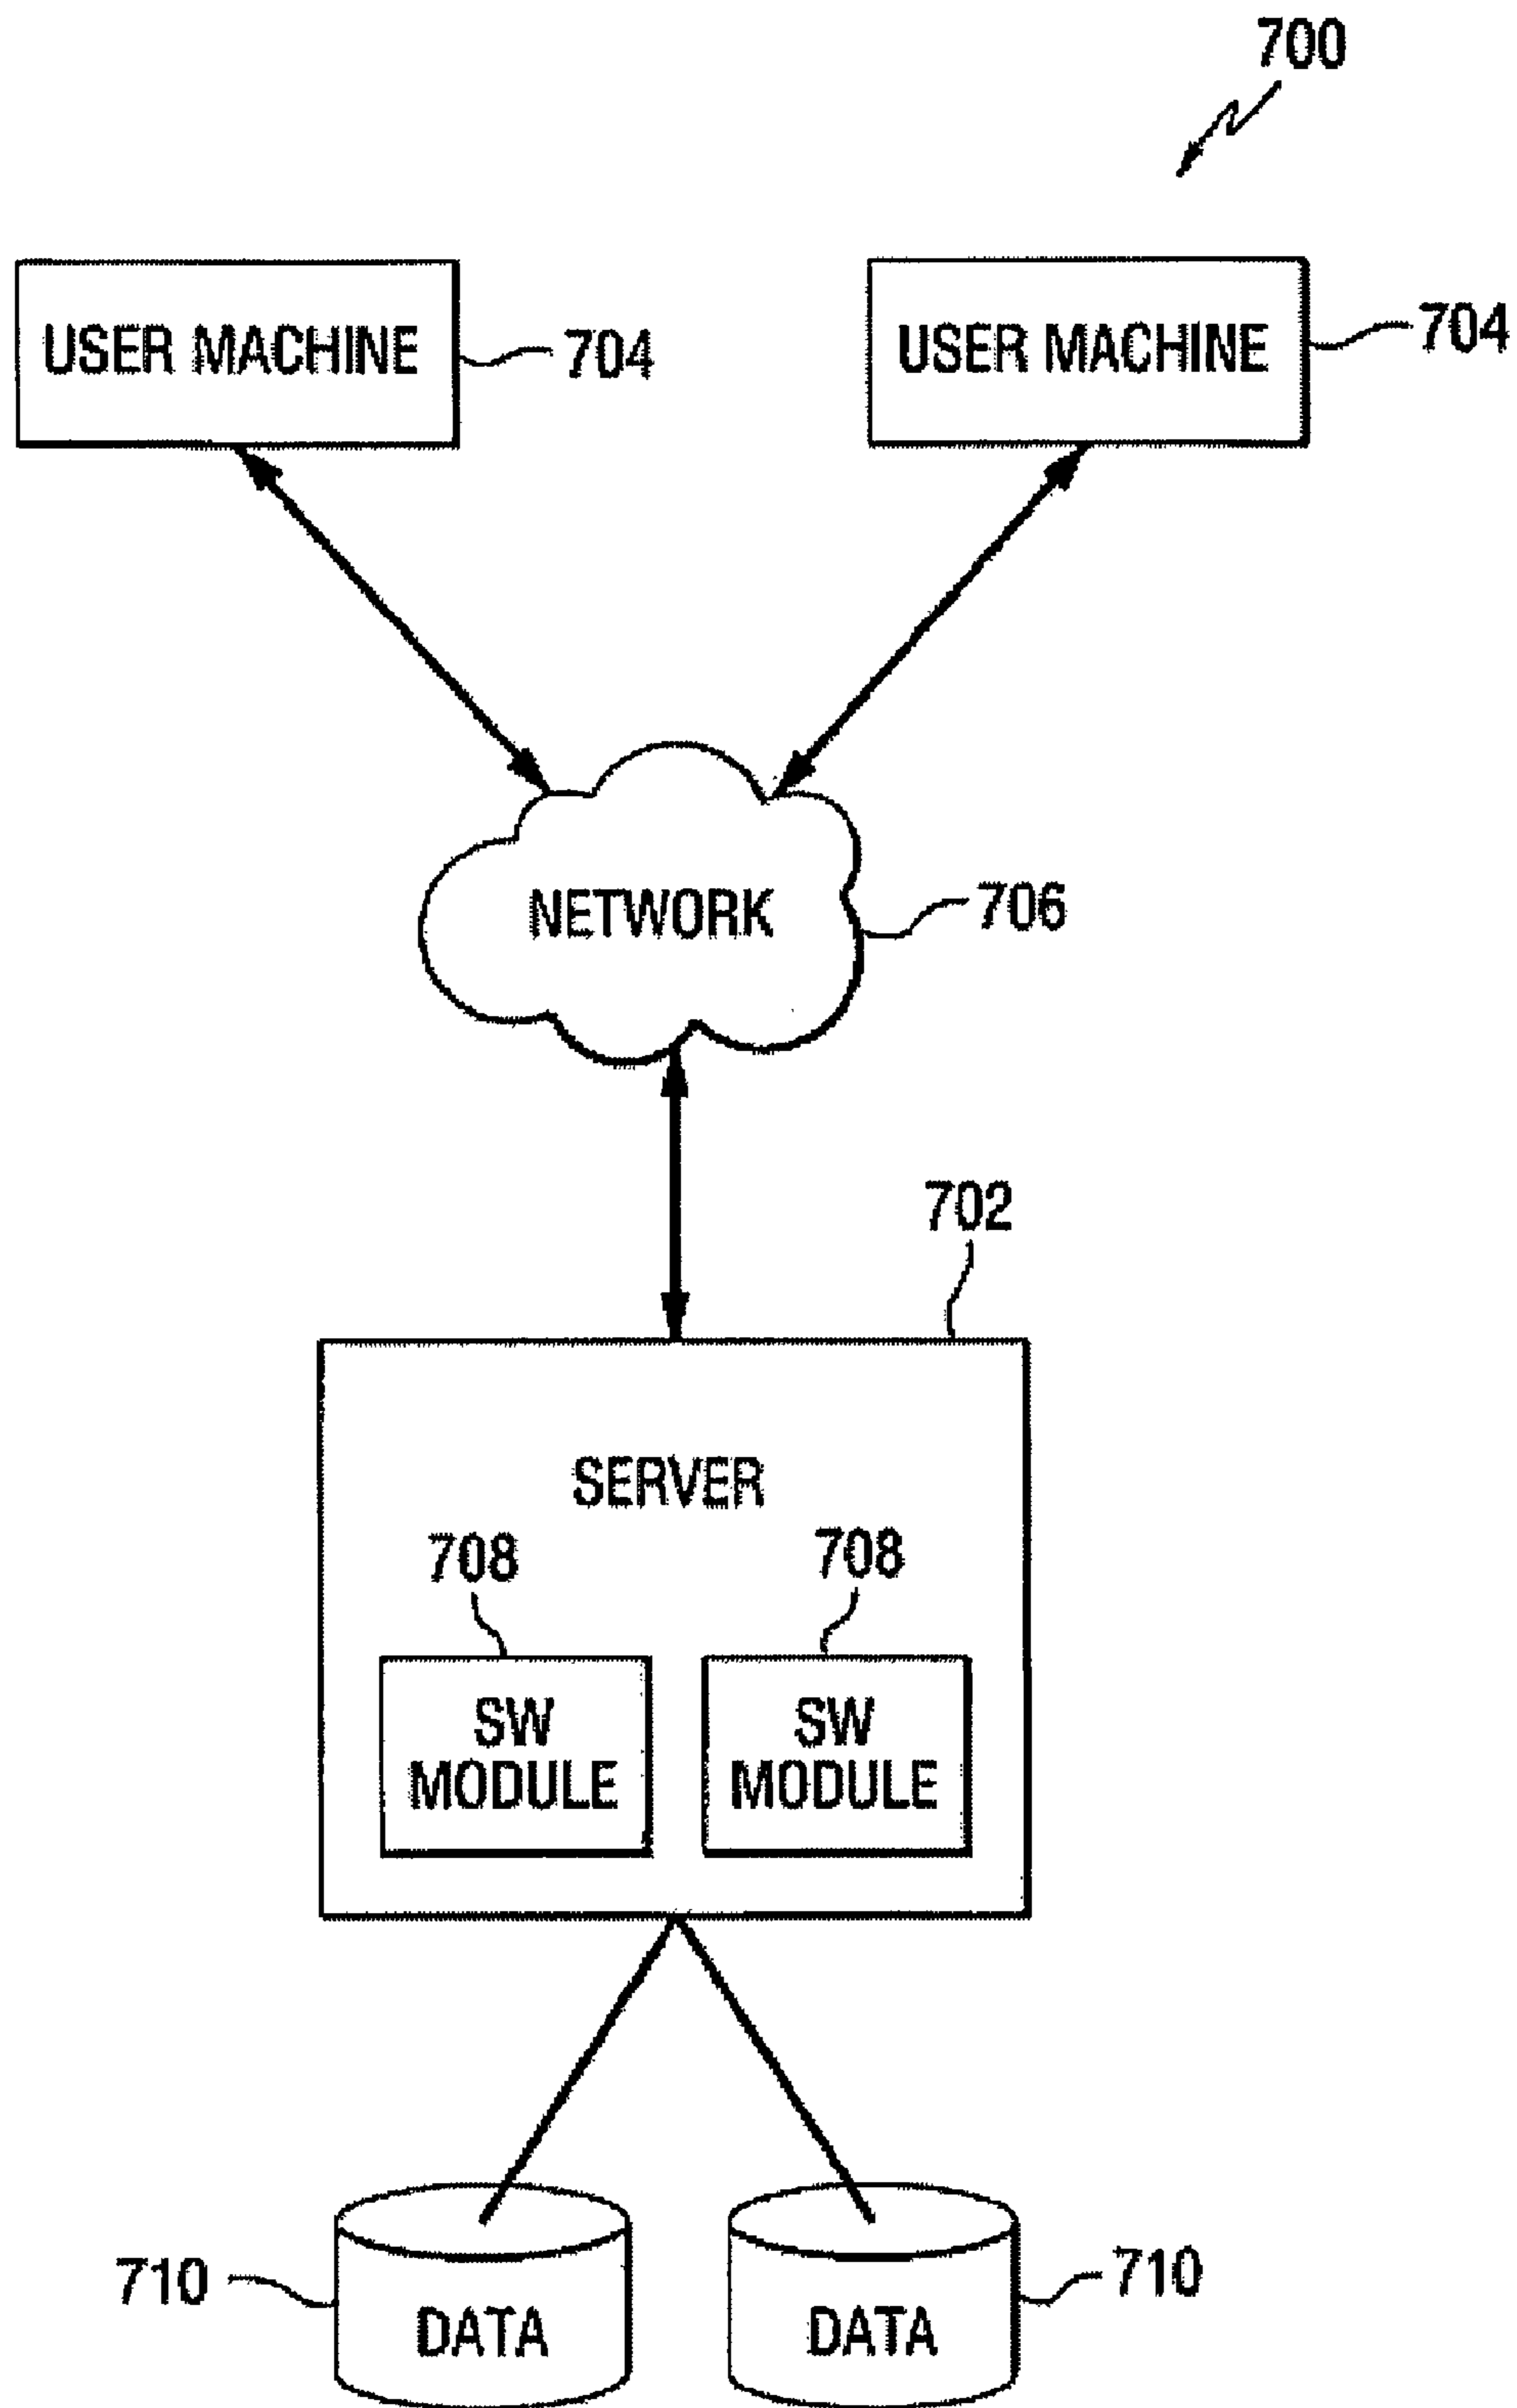 700
USER MACHINE
704
USER MACHINE
704
NETWORK
706
702
SERVER
708
708
SW
MODULE
SW
MODULE
710
DATA
DATA
710